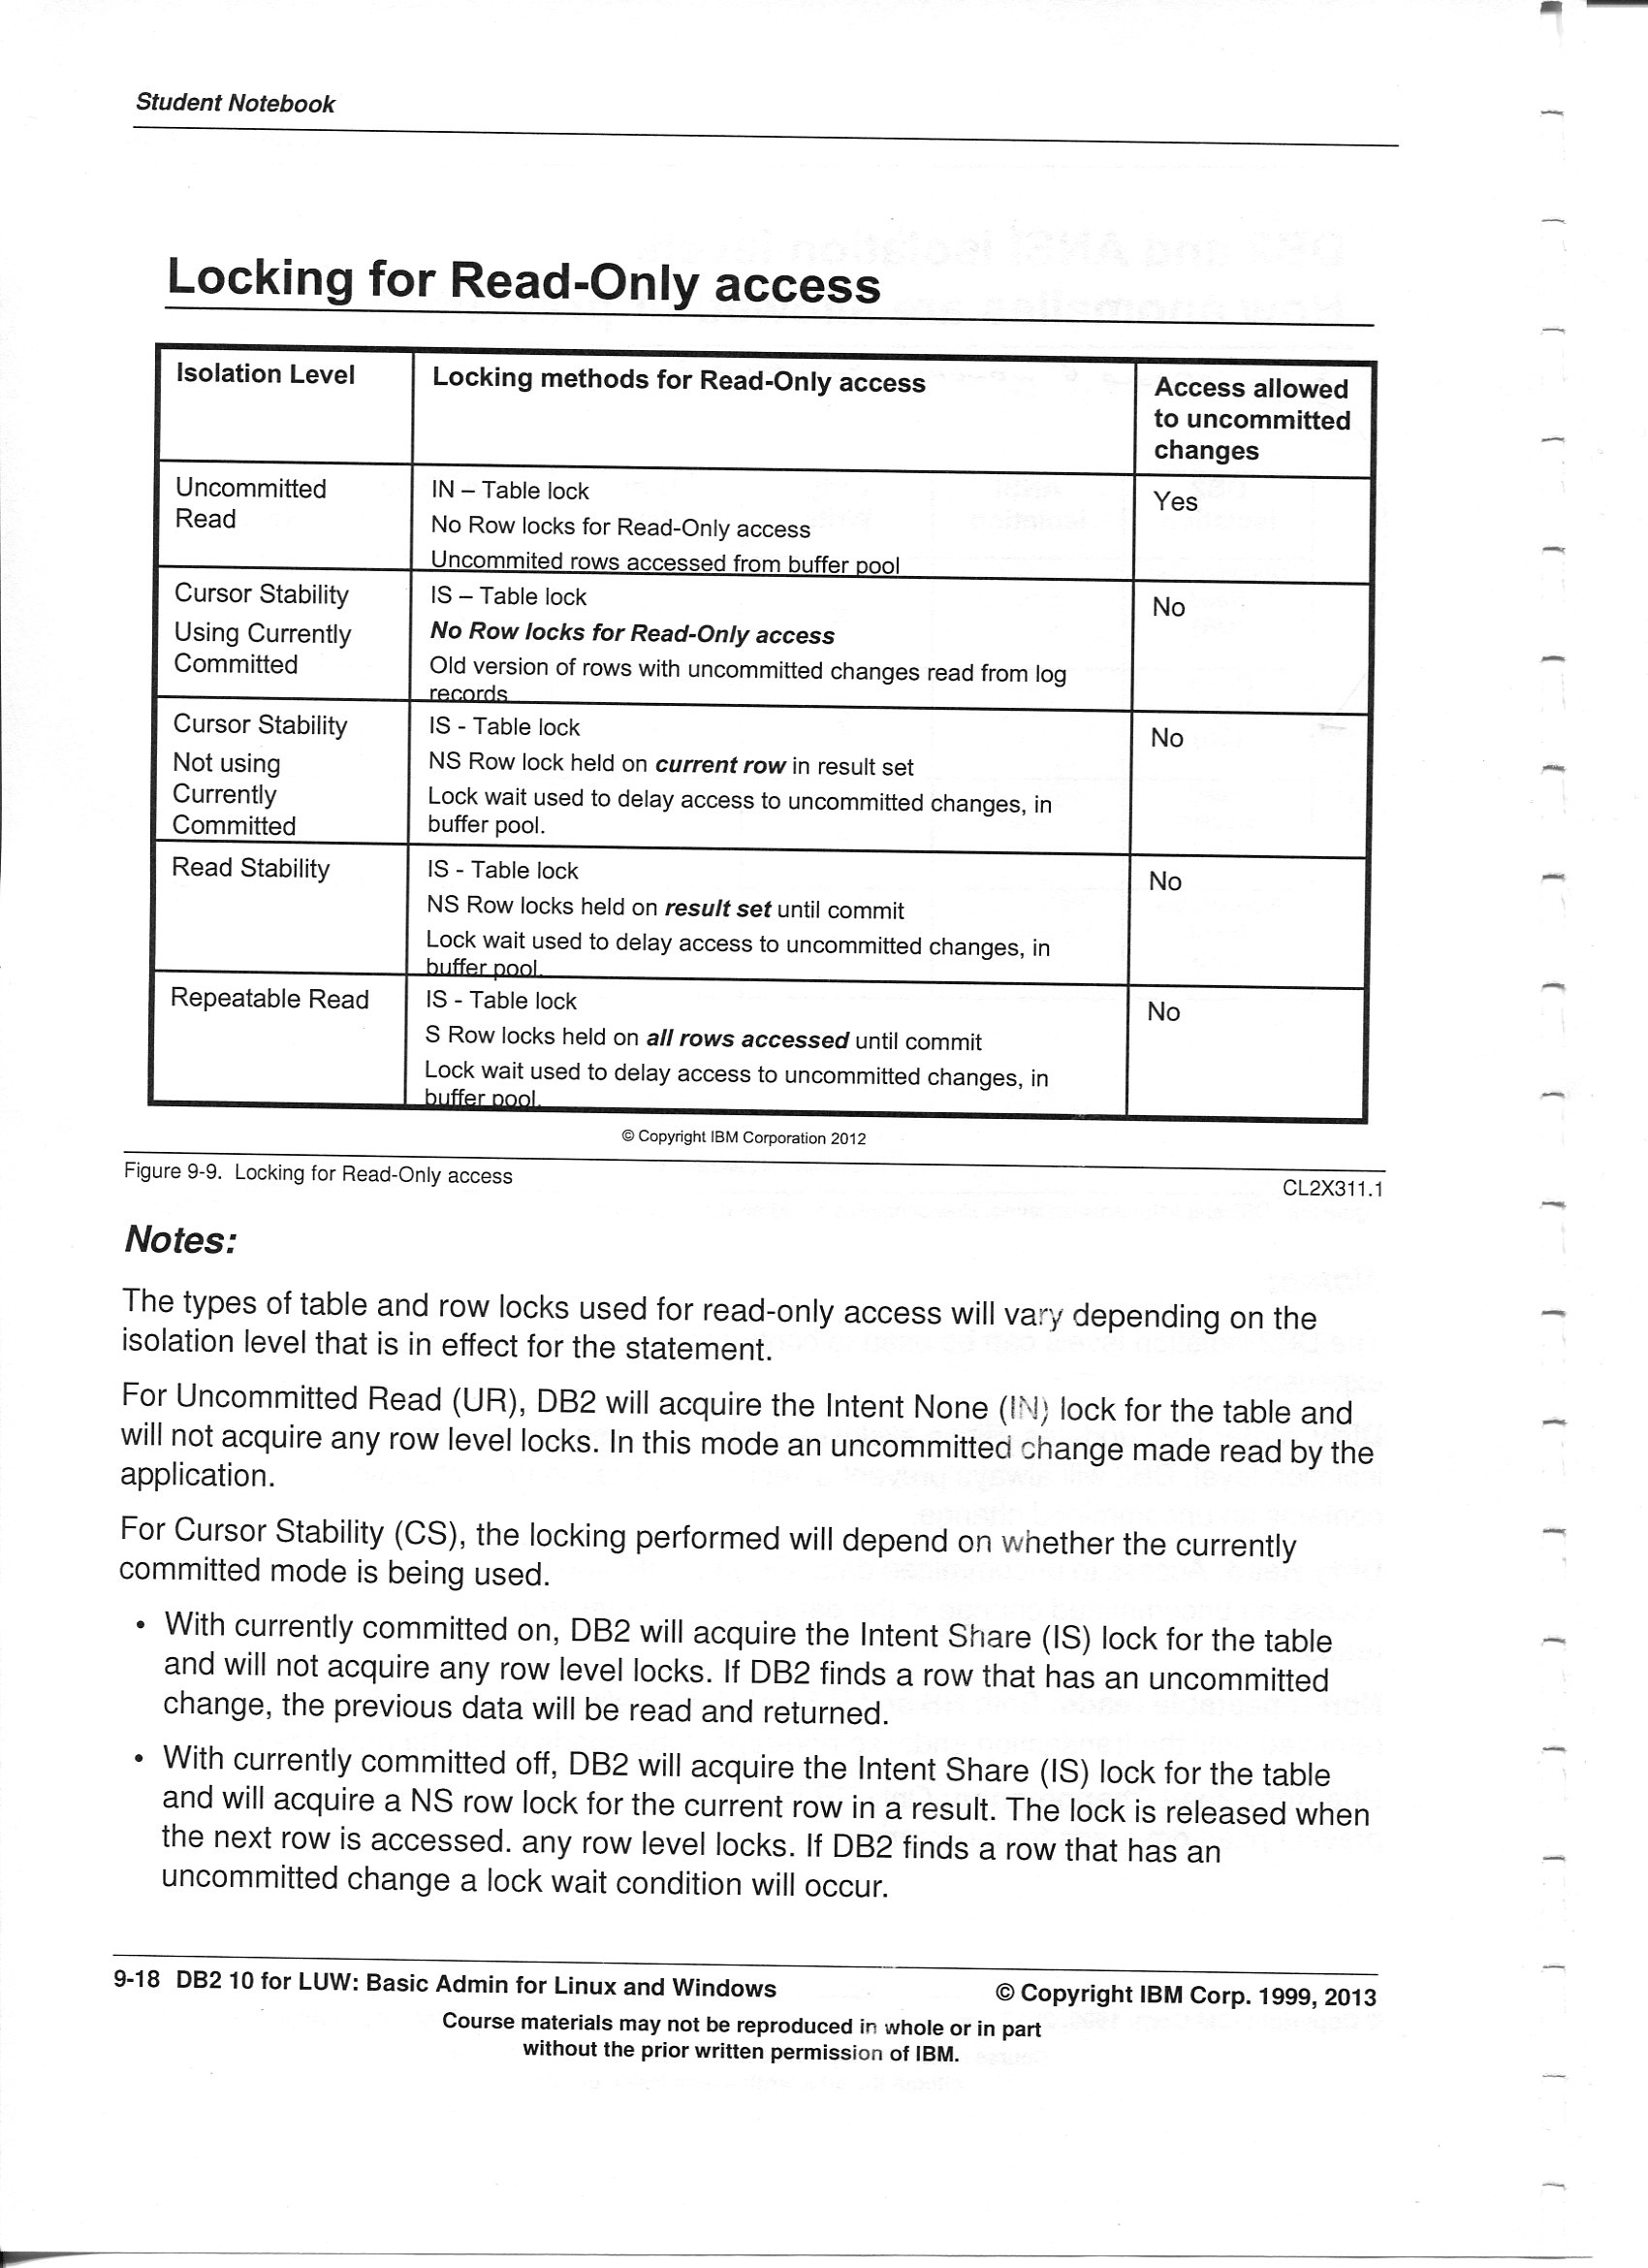 Student Notebook
Locking for Read-Only access
Isolation Level
Locking methods for Read-Only access
Access allowed
to uncommitted
changes
Uncommitted
Read
IN – Table lock
No Row locks for Read-Only access
Uncommited rows accessed from buffer pool
Yes
Cursor Stability
Using Currently
Committed
IS – Table lock
No Row locks for Read-Only access
Old version of rows with uncommitted changes read from log
records
No
Cursor Stability
Not using
Currently
Committed
IS - Table lock
NS Row lock held on current row in result set
Lock wait used to delay access to uncommitted changes, in
buffer pool.
No
Read Stability
IS - Table lock
NS Row locks held on result set until commit
Lock wait used to delay access to uncommitted changes, in
buffer pool.
No
Repeatable Read
IS - Table lock
S Row locks held on all rows accessed until commit
Lock wait used to delay access to uncommitted changes, in
buffer pool.
No
© Copyright IBM Corporation 2012
Figure 9-9. Locking for Read-Only access
CL2X311.1
Notes:
The types of table and row locks used for read-only access will vary depending on the
isolation level that is in effect for the statement.
For Uncommitted Read (UR), DB2 will acquire the Intent None (IN) lock for the table and
will not acquire any row level locks. In this mode an uncommitted change made read by the
application.
For Cursor Stability (CS), the locking performed will depend on whether the currently
committed mode is being used.
• With currently committed on, DB2 will acquire the Intent Share (IS) lock for the table
and will not acquire any row level locks. If DB2 finds a row that has an uncommitted
change, the previous data will be read and returned.
• With currently committed off, DB2 will acquire the Intent Share (IS) lock for the table
and will acquire a NS row lock for the current row in a result. The lock is released when
the next row is accessed. any row level locks. If DB2 finds a row that has an
uncommitted change a lock wait condition will occur.
9-18 DB2 10 for LUW: Basic Admin for Linux and Windows
© Copyright IBM Corp. 1999, 2013
Course materials may not be reproduced in whole or in part
without the prior written permission of IBM.